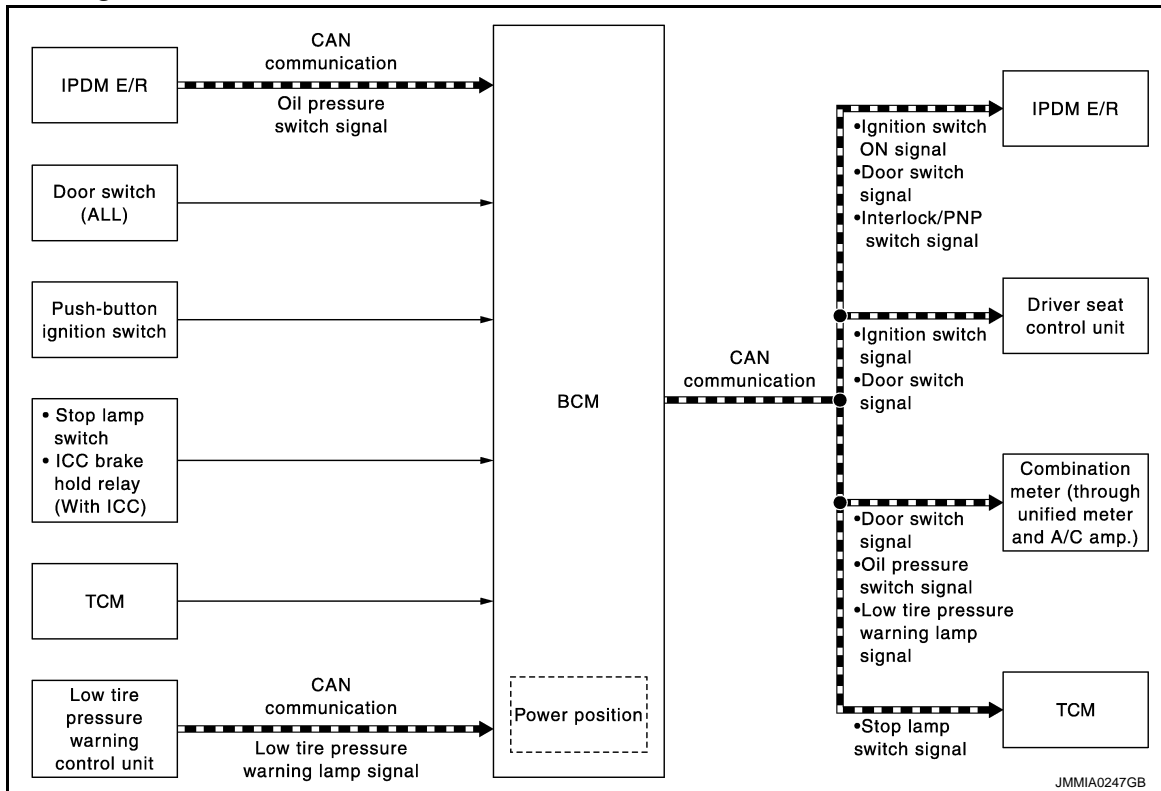 IPDM E/R
CAN
communication
Oil pressure
switch signal
Door switch
(ALL)
Push-button
ignition switch
• Stop lamp
switch
• ICC brake
hold relay
(With ICC)
TCM
Low tire
pressure
warning
control unit
CAN
communication
Low tire pressure
warning lamp signal
BCM
Power position
CAN
communication
IPDM E/R
•Ignition switch
ON signal
•Door switch
signal
•Interlock/PNP
switch signal
Driver seat
control unit
•Ignition switch
signal
•Door switch
signal
Combination
meter (through
unified meter
and A/C amp.)
•Door switch
signal
•Oil pressure
switch signal
•Low tire pressure
warning lamp
signal
TCM
•Stop lamp
switch signal
JMMIA0247GB